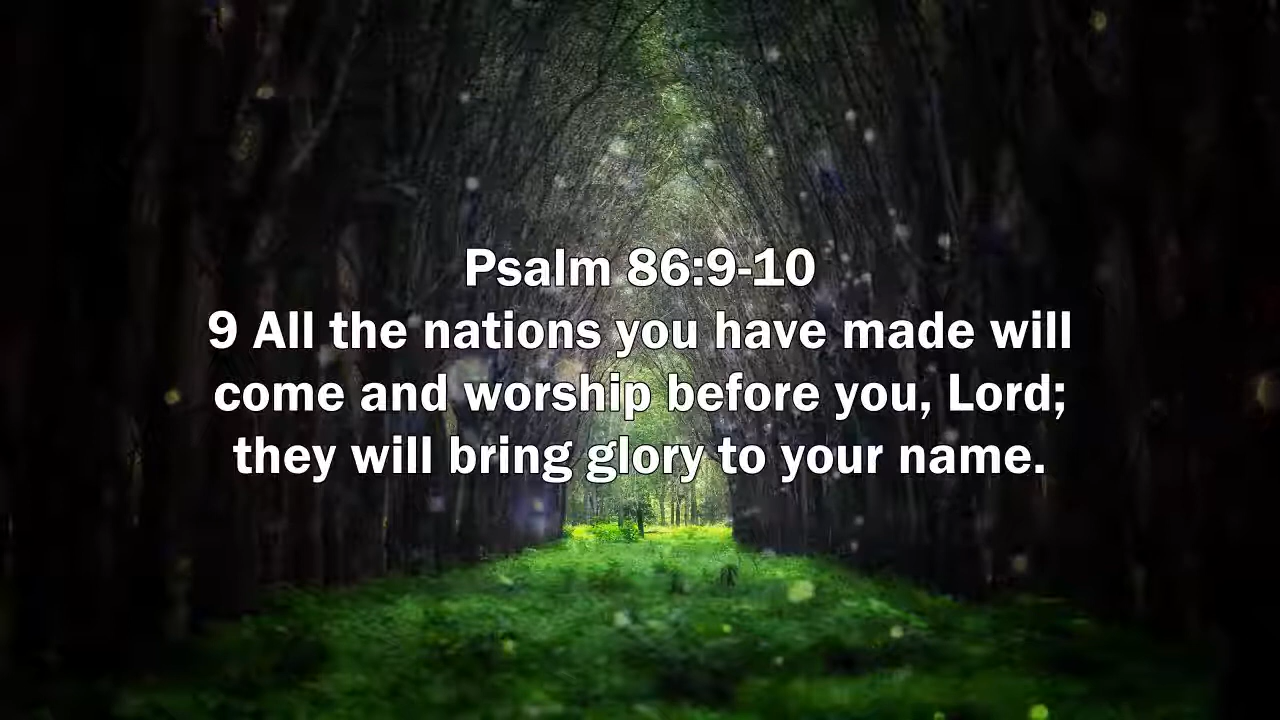 Psalm 86:9-10
9 All the nations you have made will
come and worship before you, Lord;
they will bring glory to your name.